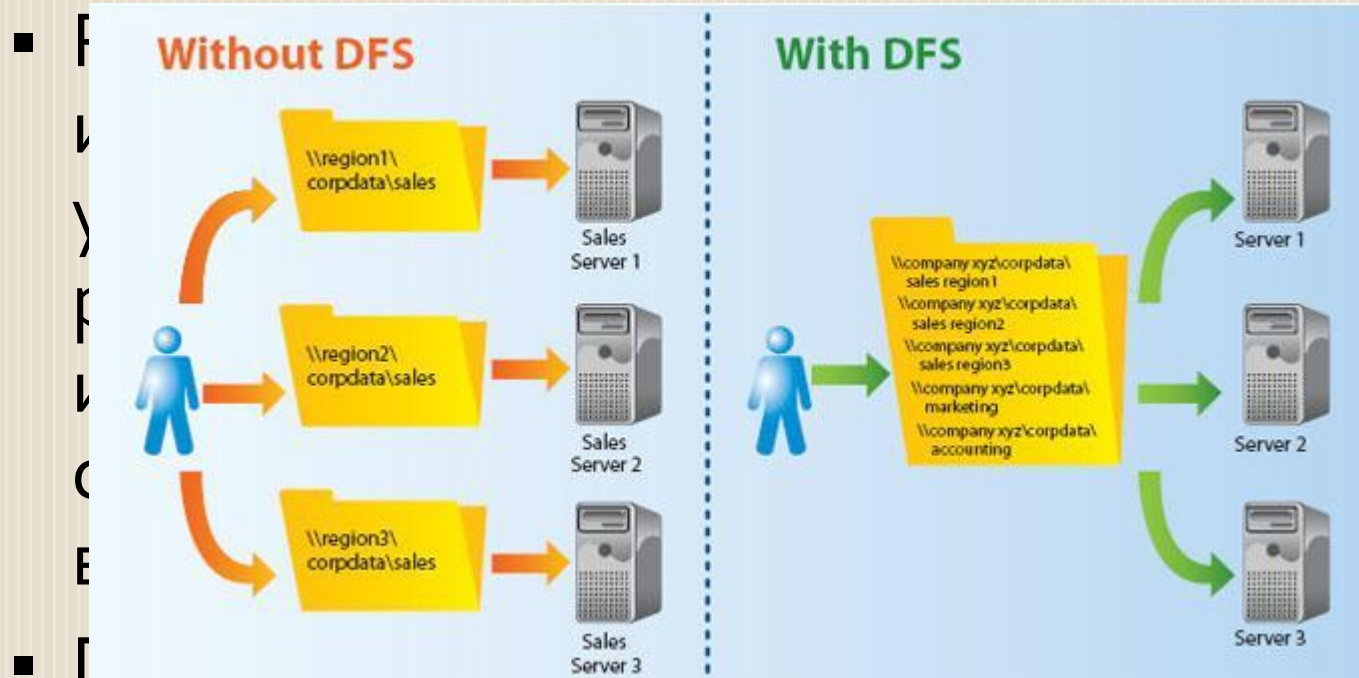 Without DFS
\\region1\
corpdata\sales
Sales
Server 1
\\region2\
corpdata\sales
Sales
Server 2
\\region3\
corpdata\sales
Sales
Server 3
With DFS
\\company xyz\corpdata\
sales region1
\\company xyz\corpdata\
sales region2
\\company xyz\corpdata\
sales region3
\\company xyz\corpdata\
marketing
\\company xyz\corpdata\
accounting
Server 1
Server 2
Server 3